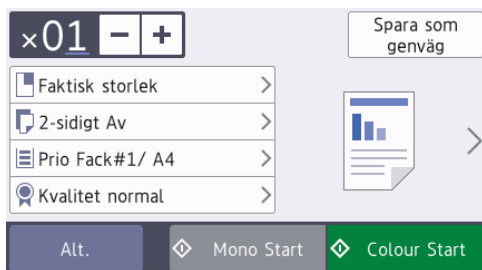 ×01 - +
Spara som
genväg
Faktisk storlek
2-sidigt Av
Prio Fack#1/ A4
Kvalitet normal
Alt.
Mono Start
Colour Start